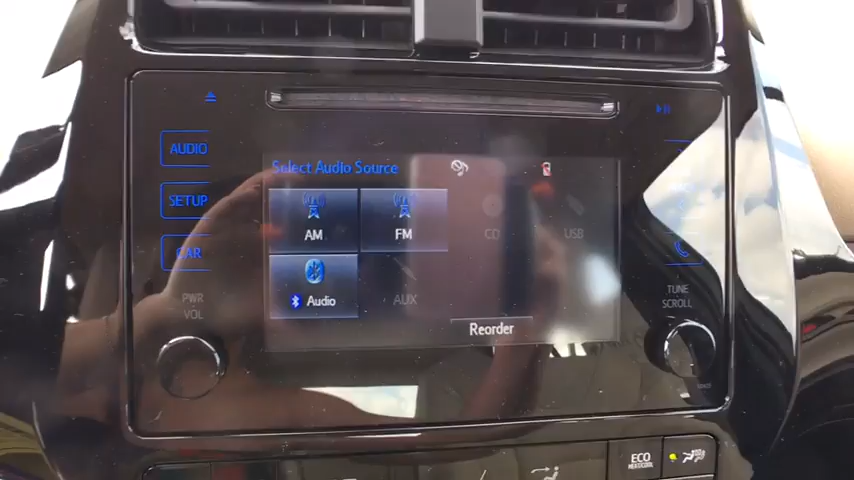 AUDIO
Select Audio Source
SETUP
AM
FM
CD
USB
CAR
Audio
AUX
PWR
VOL
TUNE
SCROLL
Reorder
ECO